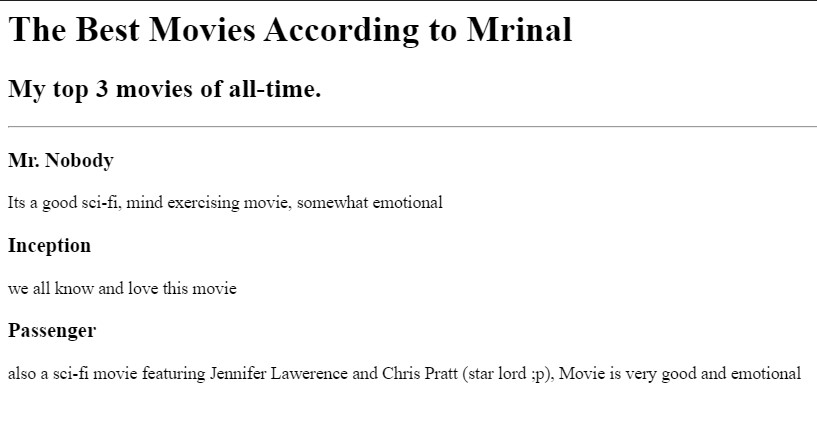 The Best Movies According to Mrinal
My top 3 movies of all-time.
Mr. Nobody
Its a good sci-fi, mind exercising movie, somewhat emotional
Inception
we all know and love this movie
Passenger
also a sci-fi movie featuring Jennifer Lawerence and Chris Pratt (star lord ;p), Movie is very good and emotional